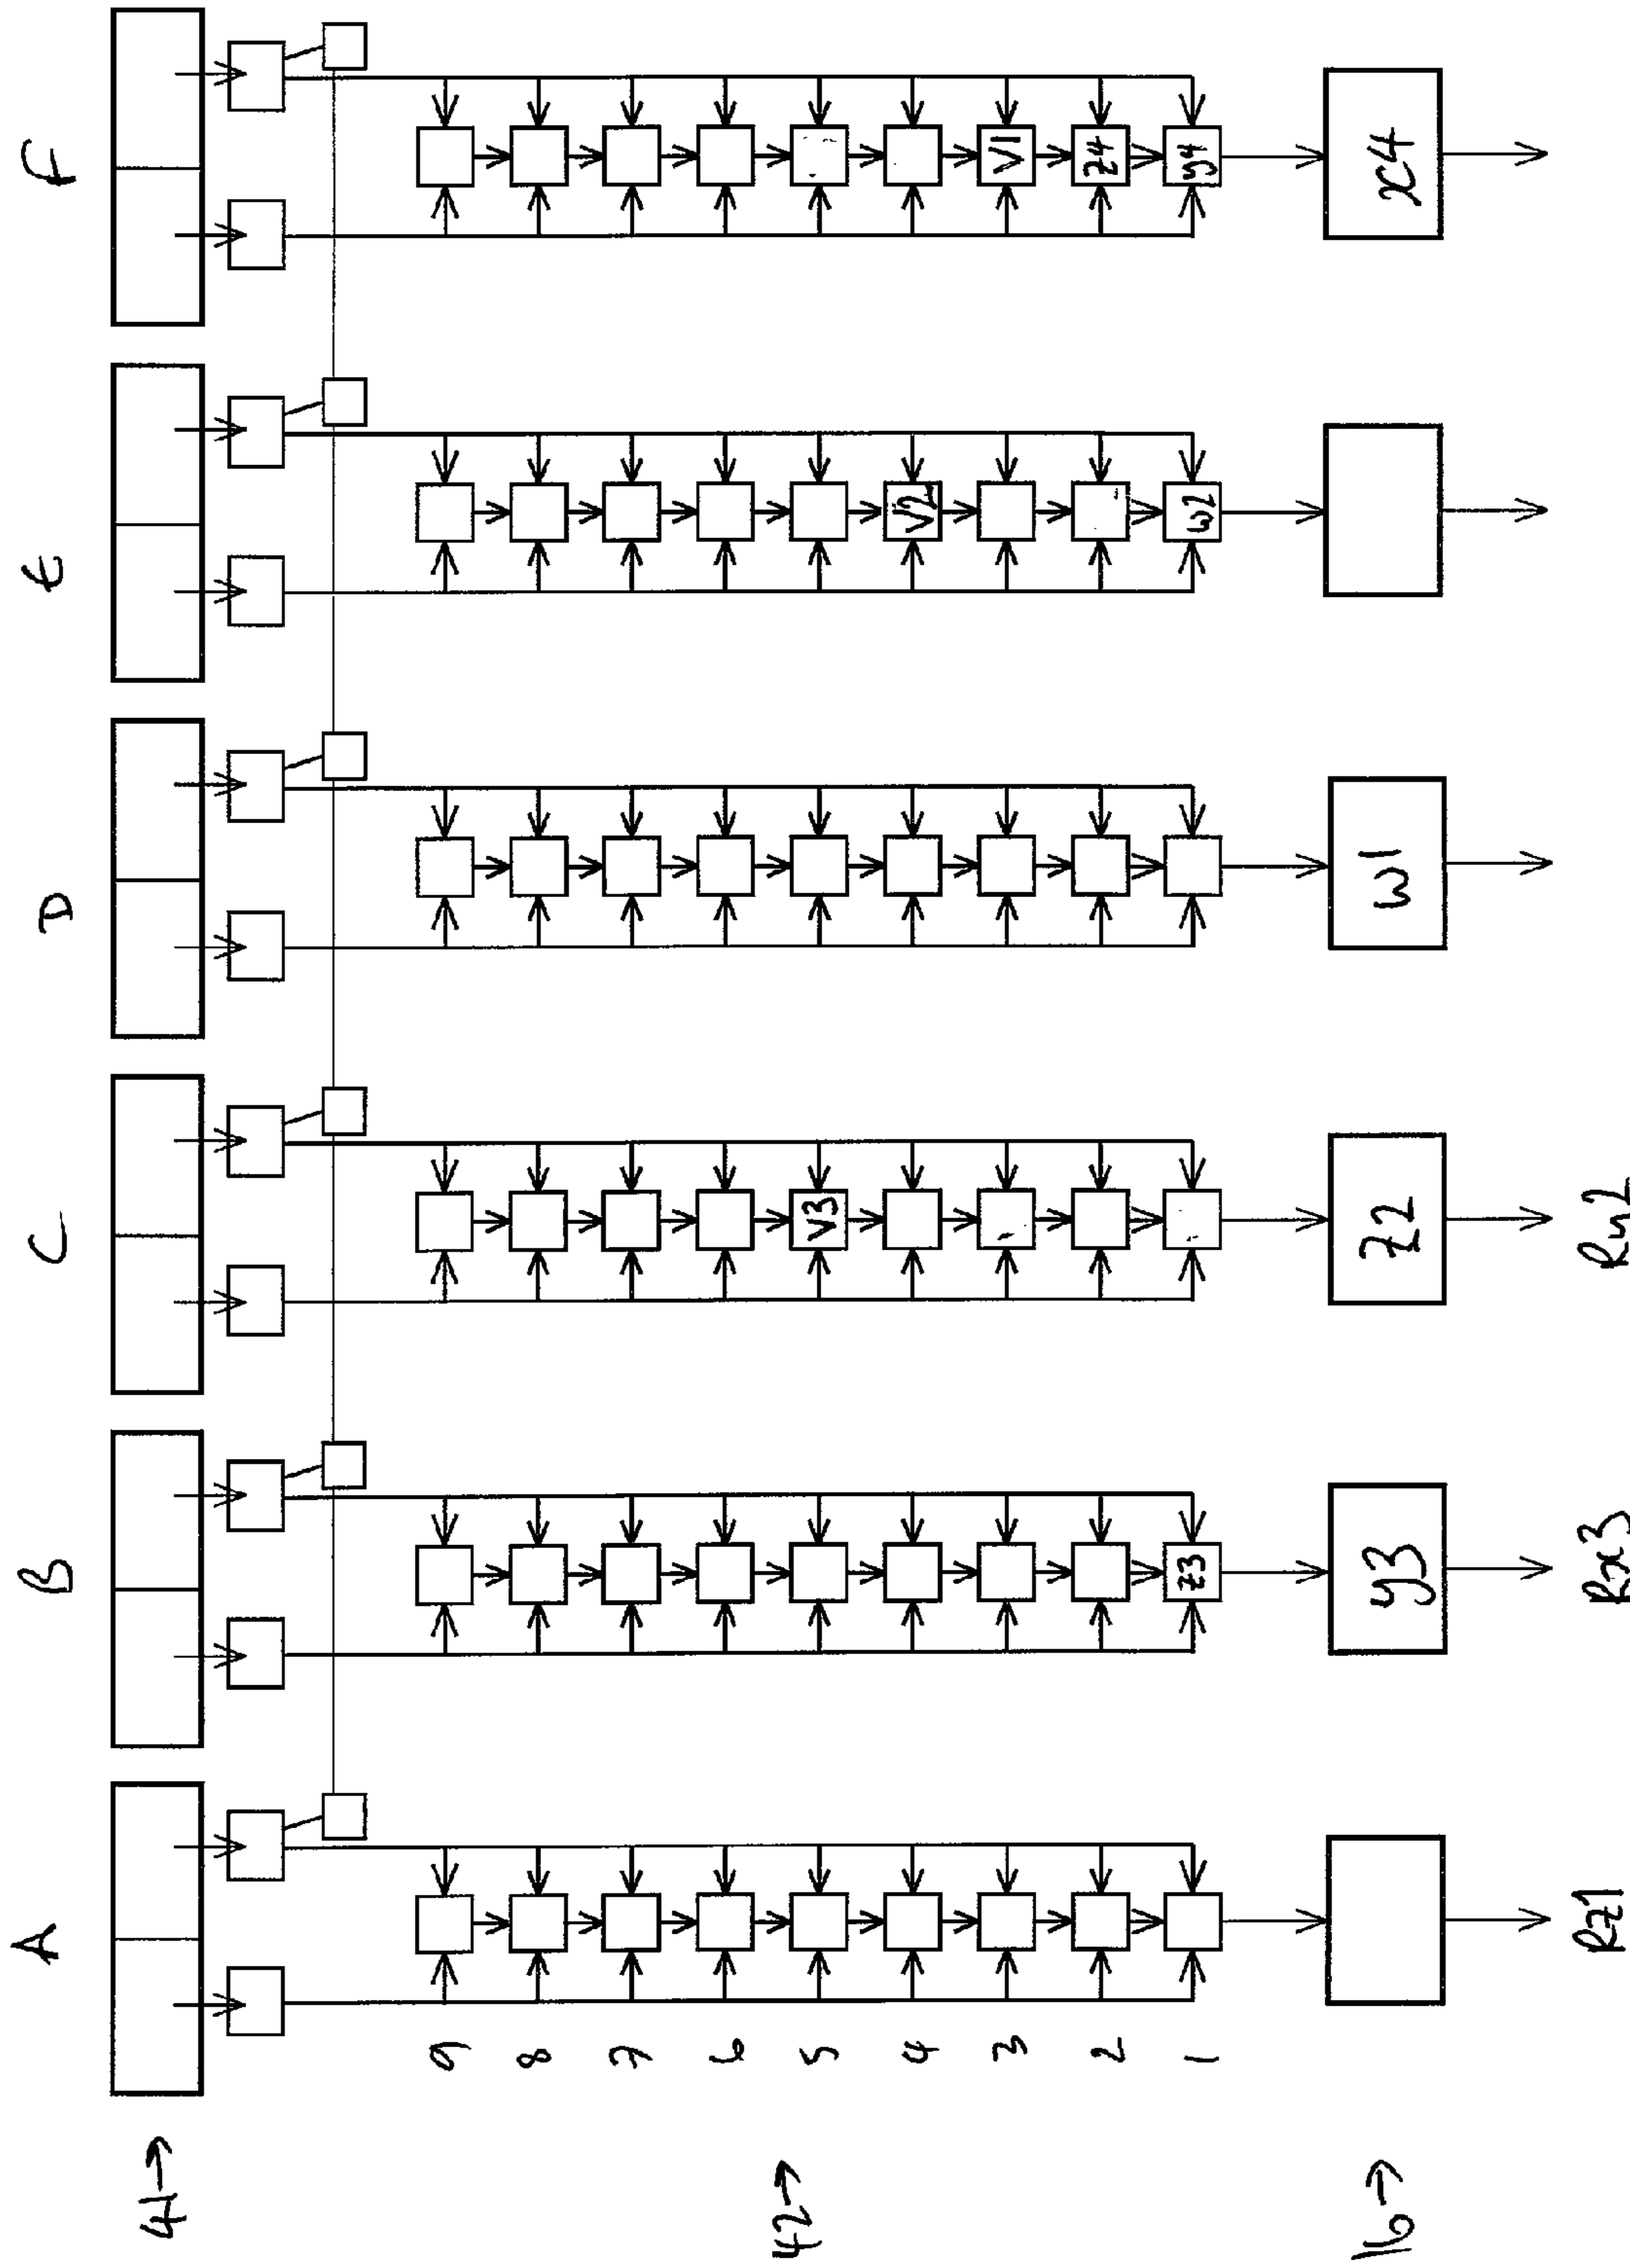 A B C D E F
41→
9
8
7
6
42→
5 V3
4 V2
3 V1
2 z4
1 z3 w2 y4
16→ y3 z2 w1 x4
Rz1 Rx3 Ry2